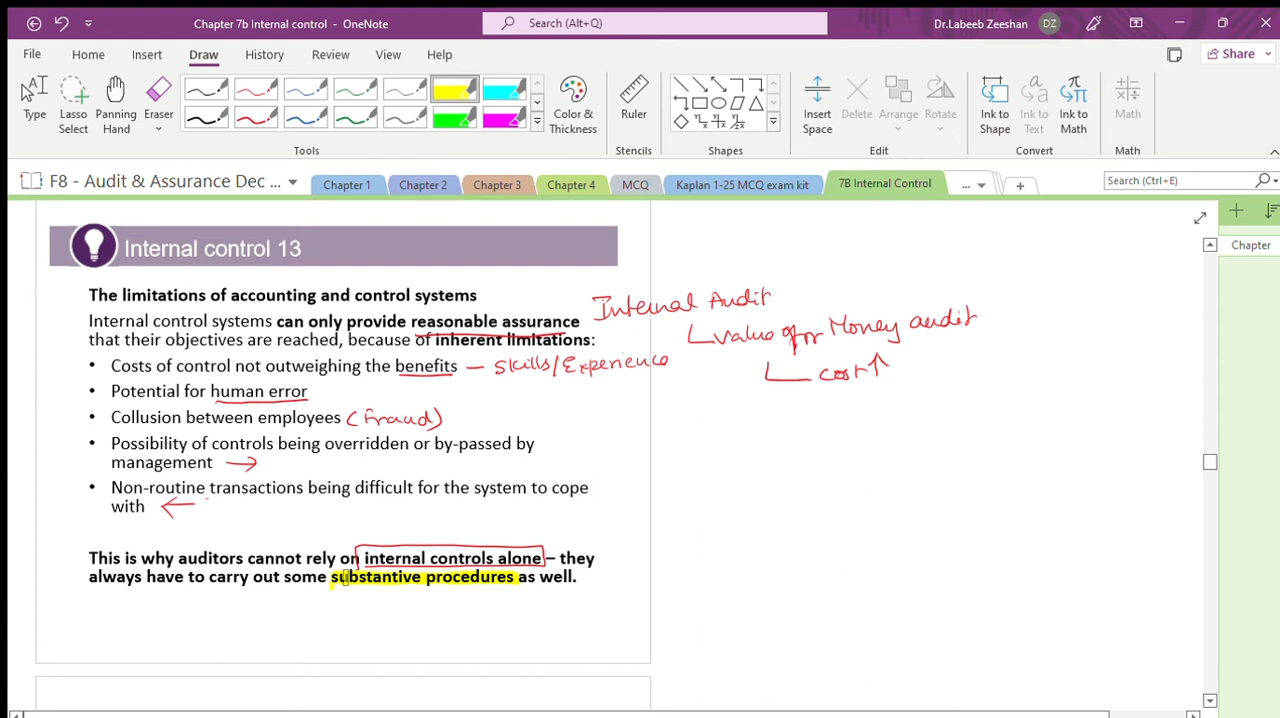 Chapter 7b Internal control - OneNote
Search (Alt+Q)
Dr.Labeeb Zeeshan
DZ
File Home Insert Draw History Review View Help
Share
Type
Lasso Select
Panning Hand
Eraser
Color & Thickness
Ruler
Insert Space
Delete
Arrange
Rotate
Ink to Shape
Ink to Text
Ink to Math
Math
Tools
Stencils
Shapes
Edit
Convert
Math
F8 - Audit & Assurance Dec ...
Chapter 1
Chapter 2
Chapter 3
Chapter 4
MCQ
Kaplan 1-25 MCQ exam kit
7B Internal Control
...
Search (Ctrl+E)
Chapter
Internal control 13
The limitations of accounting and control systems
Internal control systems can only provide reasonable assurance
that their objectives are reached, because of inherent limitations:
• Costs of control not outweighing the benefits – Skills/Experience
• Potential for human error
• Collusion between employees (fraud)
• Possibility of controls being overridden or by-passed by
management →
• Non-routine transactions being difficult for the system to cope
with ←
This is why auditors cannot rely on internal controls alone – they
always have to carry out some substantive procedures as well.
Internal Audit
value for Money audit
cost ↑